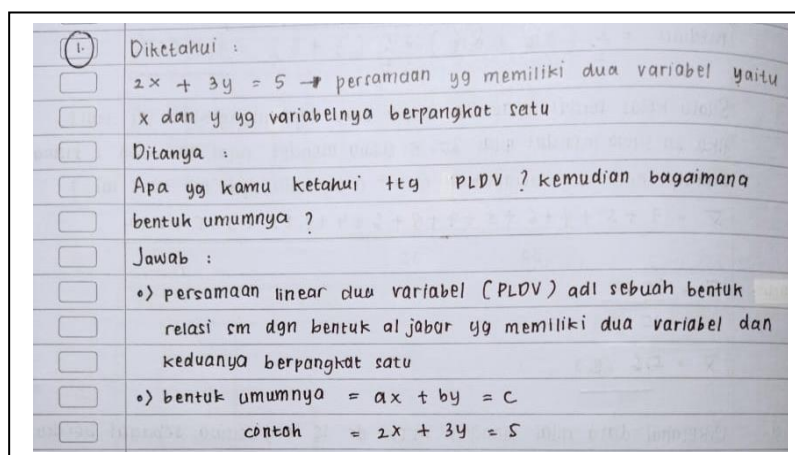 1.) Diketahui :
2x + 3y = 5 → persamaan yg memiliki dua variabel yaitu
x dan y yg variabelnya berpangkat satu
Ditanya :
Apa yg kamu ketahui ttg PLDV ? kemudian bagaimana
bentuk umumnya ?
Jawab :
•) persamaan linear dua variabel (PLDV) adl sebuah bentuk
relasi sm dgn bentuk aljabar yg memiliki dua variabel dan
keduanya berpangkat satu
•) bentuk umumnya = ax + by = c
contoh = 2x + 3y = 5